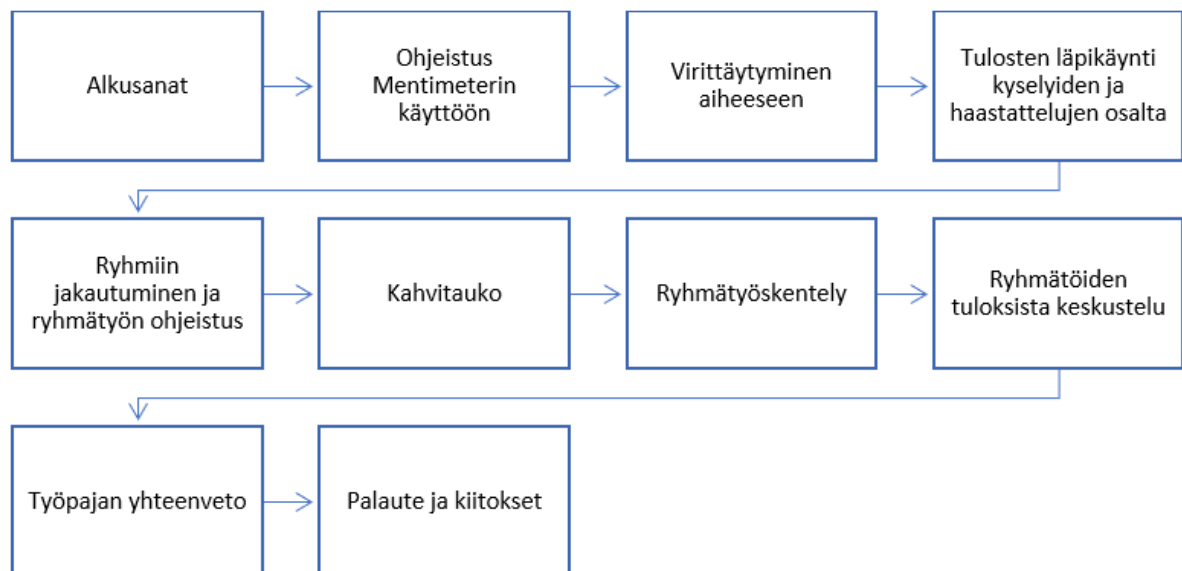 Alkusanat
Ohjeistus
Mentimeterin
käyttöön
Virittäytyminen
aiheeseen
Tulosten läpikäynti
kyselyiden ja
haastattelujen osalta
Ryhmiin
jakautuminen ja
ryhmätyön ohjeistus
Kahvitauko
Ryhmätyöskentely
Ryhmätöiden
tuloksista keskustelu
Työpajan yhteenveto
Palaute ja kiitokset